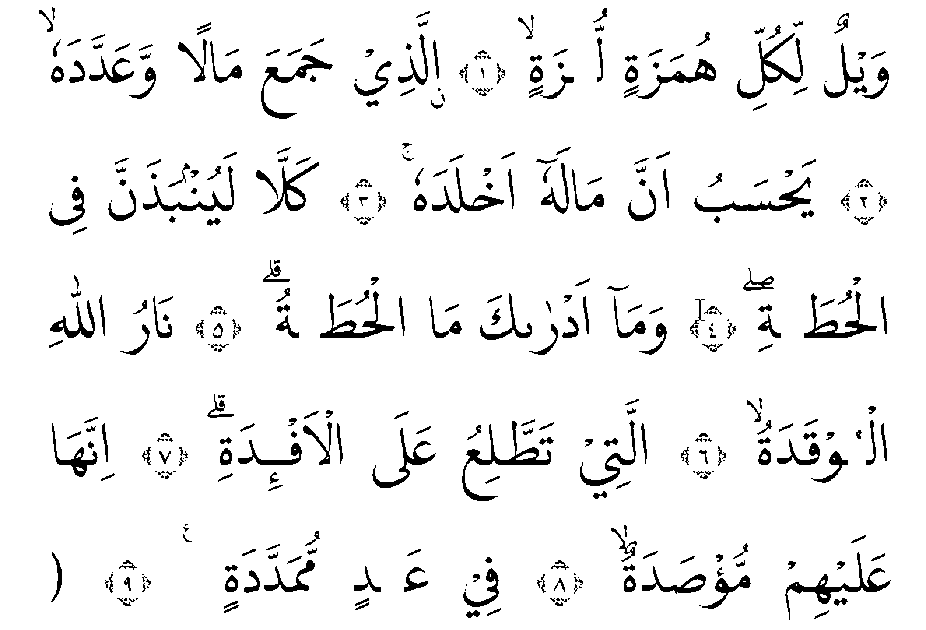 وَيْلٌ لِّكُلِّ هُمَزَةٍ لُّمَزَةٍۙ ۝١ ۨالَّذِيْ جَمَعَ مَالًا وَّعَدَّدَهٗۙ
۝٢ يَحْسَبُ اَنَّ مَالَهٗٓ اَخْلَدَهٗۚ ۝٣ كَلَّا لَيُنْۢبَذَنَّ فِى
الْحُطَمَةِۖ ۝٤ وَمَآ اَدْرٰىكَ مَا الْحُطَمَةُۗ ۝٥ نَارُ اللّٰهِ
الْمُوْقَدَةُۙ ۝٦ الَّتِيْ تَطَّلِعُ عَلَى الْاَفْـِٕدَةِۗ ۝٧ اِنَّهَا
عَلَيْهِمْ مُّؤْصَدَةٌۙ ۝٨ فِيْ عَمَدٍ مُّمَدَّدَةٍ ࣖ ۝٩ (